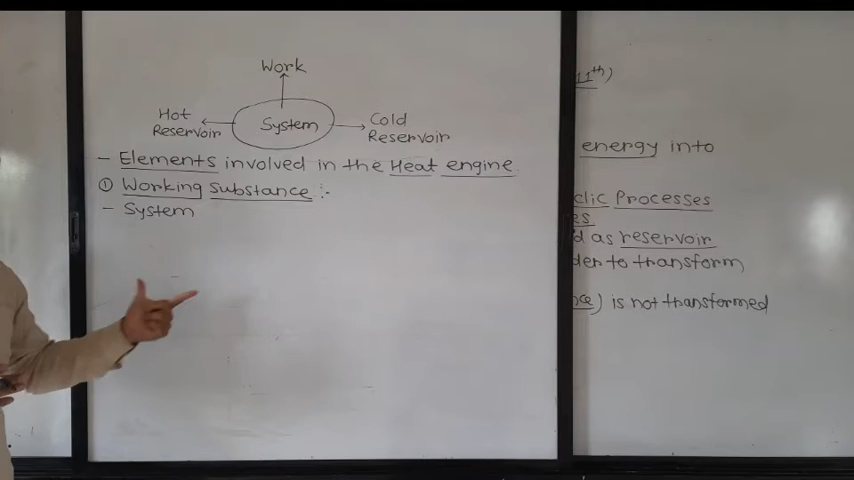 Work
Hot
Reservoir
System
Cold
Reservoir
- Elements involved in the Heat engine
① Working Substance :-
- System
11th)
energy into
clic Processes
es
d as reservoir
der to transform
nce) is not transformed